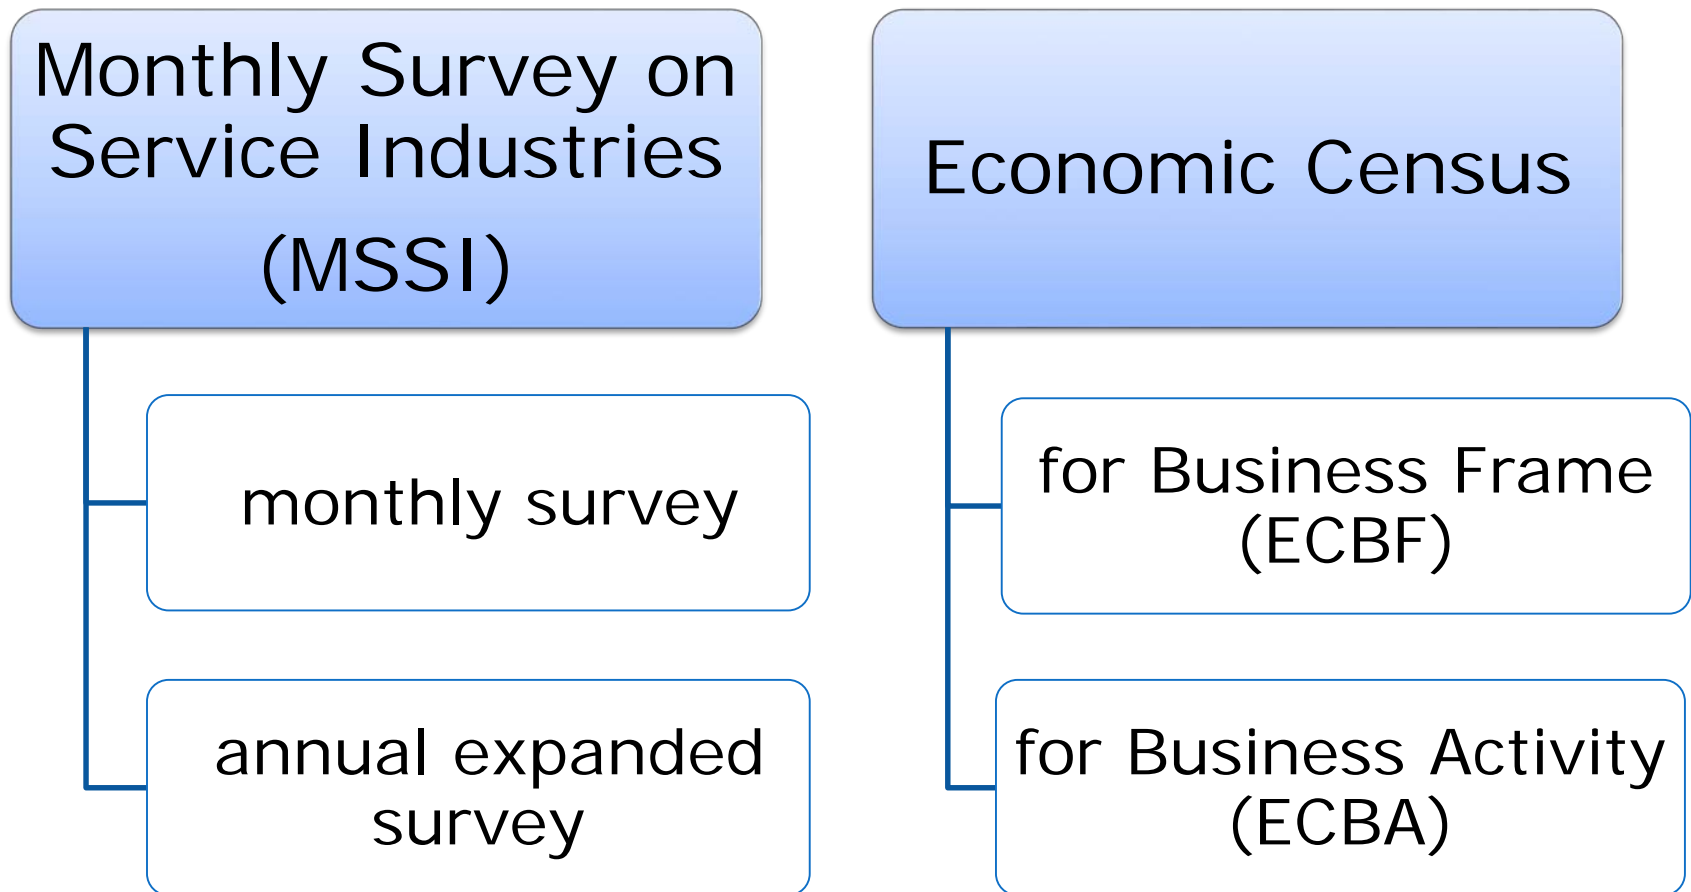 Monthly Survey on
Service Industries
(MSSI)
monthly survey
annual expanded
survey
Economic Census
for Business Frame
(ECBF)
for Business Activity
(ECBA)